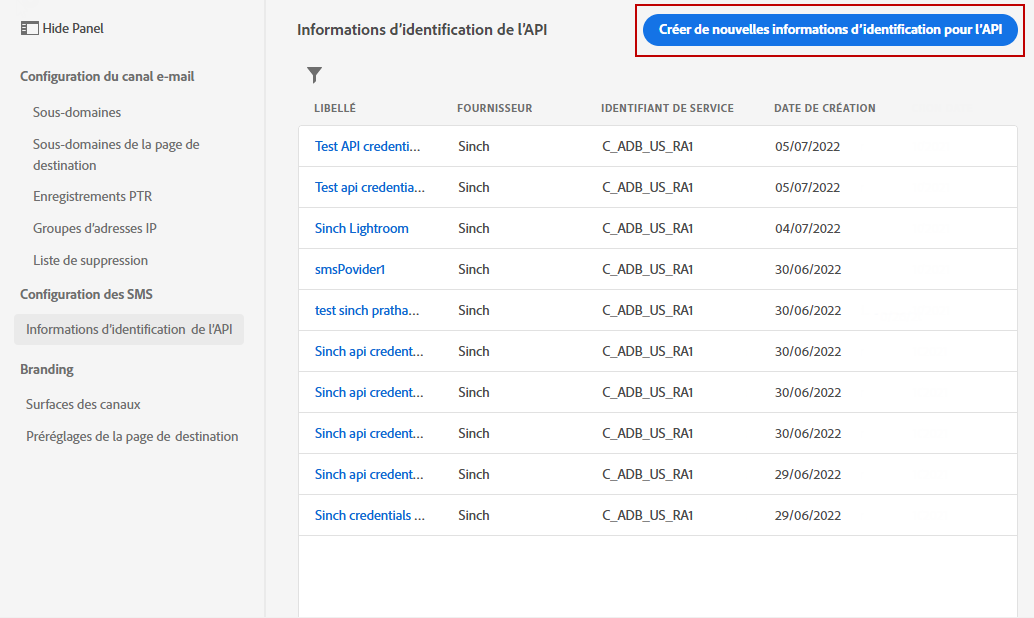 Hide Panel
Configuration du canal e-mail
Sous-domaines
Sous-domaines de la page de
destination
Enregistrements PTR
Groupes d'adresses IP
Liste de suppression
Configuration des SMS
Informations d'identification de l'API
Branding
Surfaces des canaux
Préréglages de la page de destination
Informations d'identification de l'API
Créer de nouvelles informations d'identification pour l'API
LIBELLÉ FOURNISSEUR IDENTIFIANT DE SERVICE DATE DE CRÉATION
Test API credenti... Sinch C_ADB_US_RA1 05/07/2022
Test api credentia... Sinch C_ADB_US_RA1 05/07/2022
Sinch Lightroom Sinch C_ADB_US_RA1 04/07/2022
smsPovider1 Sinch C_ADB_US_RA1 30/06/2022
test sinch pratha... Sinch C_ADB_US_RA1 30/06/2022
Sinch api credent... Sinch C_ADB_US_RA1 30/06/2022
Sinch api credent... Sinch C_ADB_US_RA1 30/06/2022
Sinch api credent... Sinch C_ADB_US_RA1 30/06/2022
Sinch api credent... Sinch C_ADB_US_RA1 29/06/2022
Sinch credentials ... Sinch C_ADB_US_RA1 29/06/2022